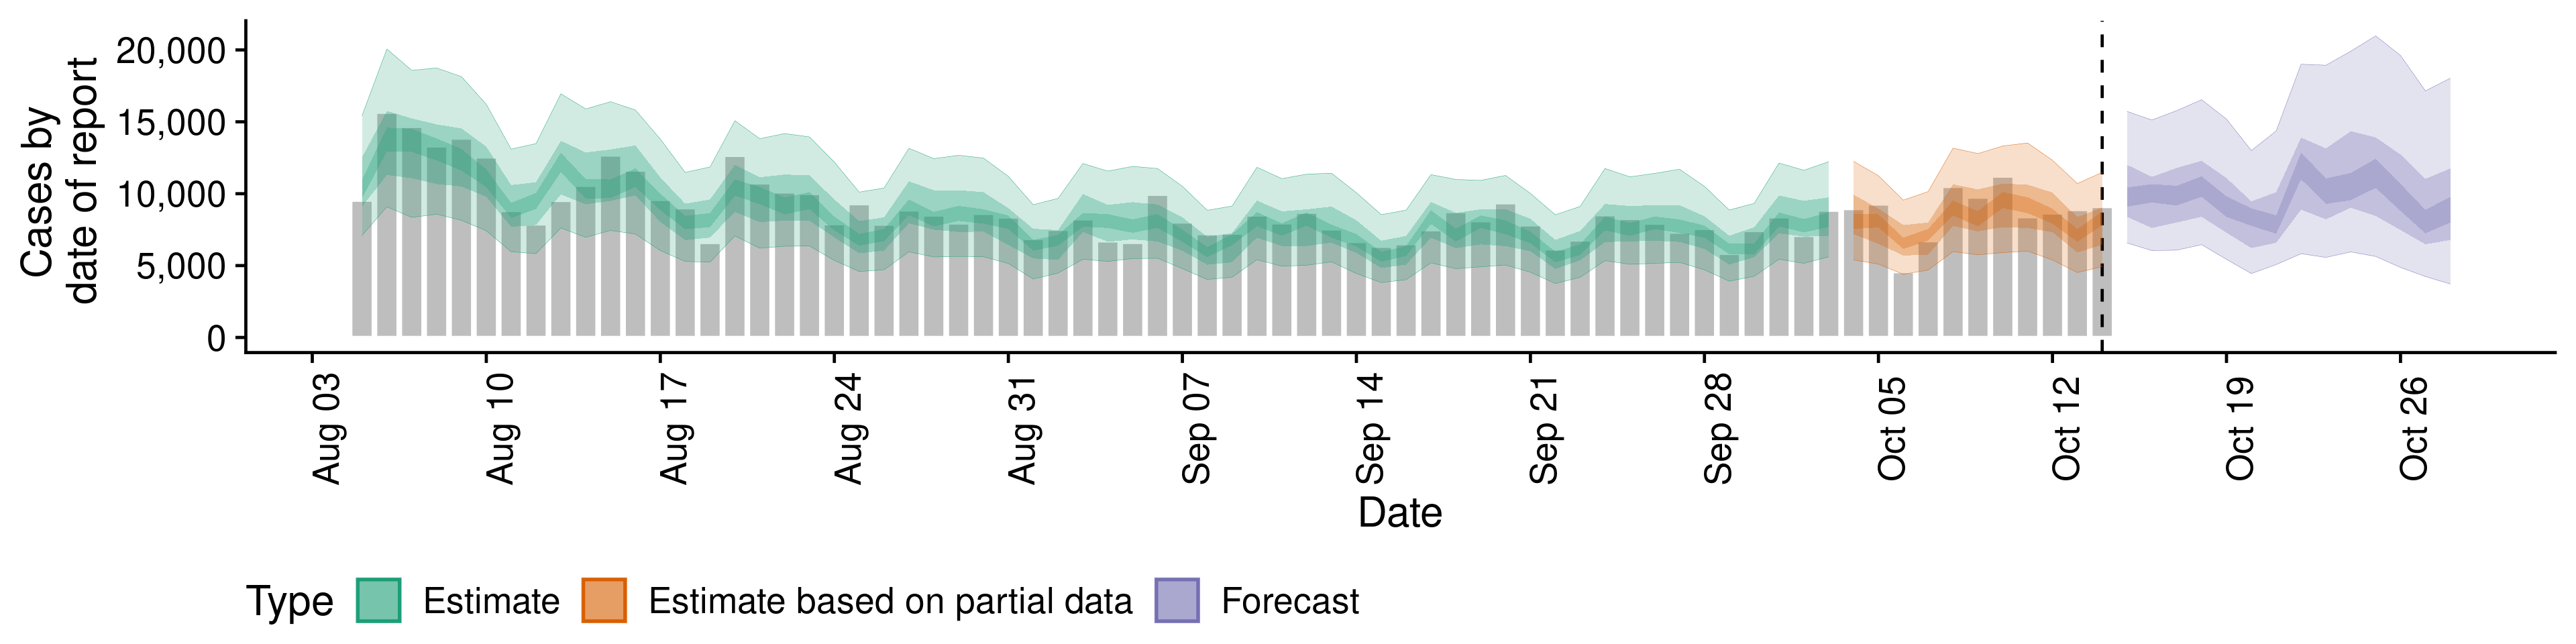 Cases by
date of report
20,000
15,000
10,000
5,000
0
Aug 03
Aug 10
Aug 17
Aug 24
Aug 31
Sep 07
Sep 14
Sep 21
Sep 28
Oct 05
Oct 12
Oct 19
Oct 26
Date
Type Estimate Estimate based on partial data Forecast